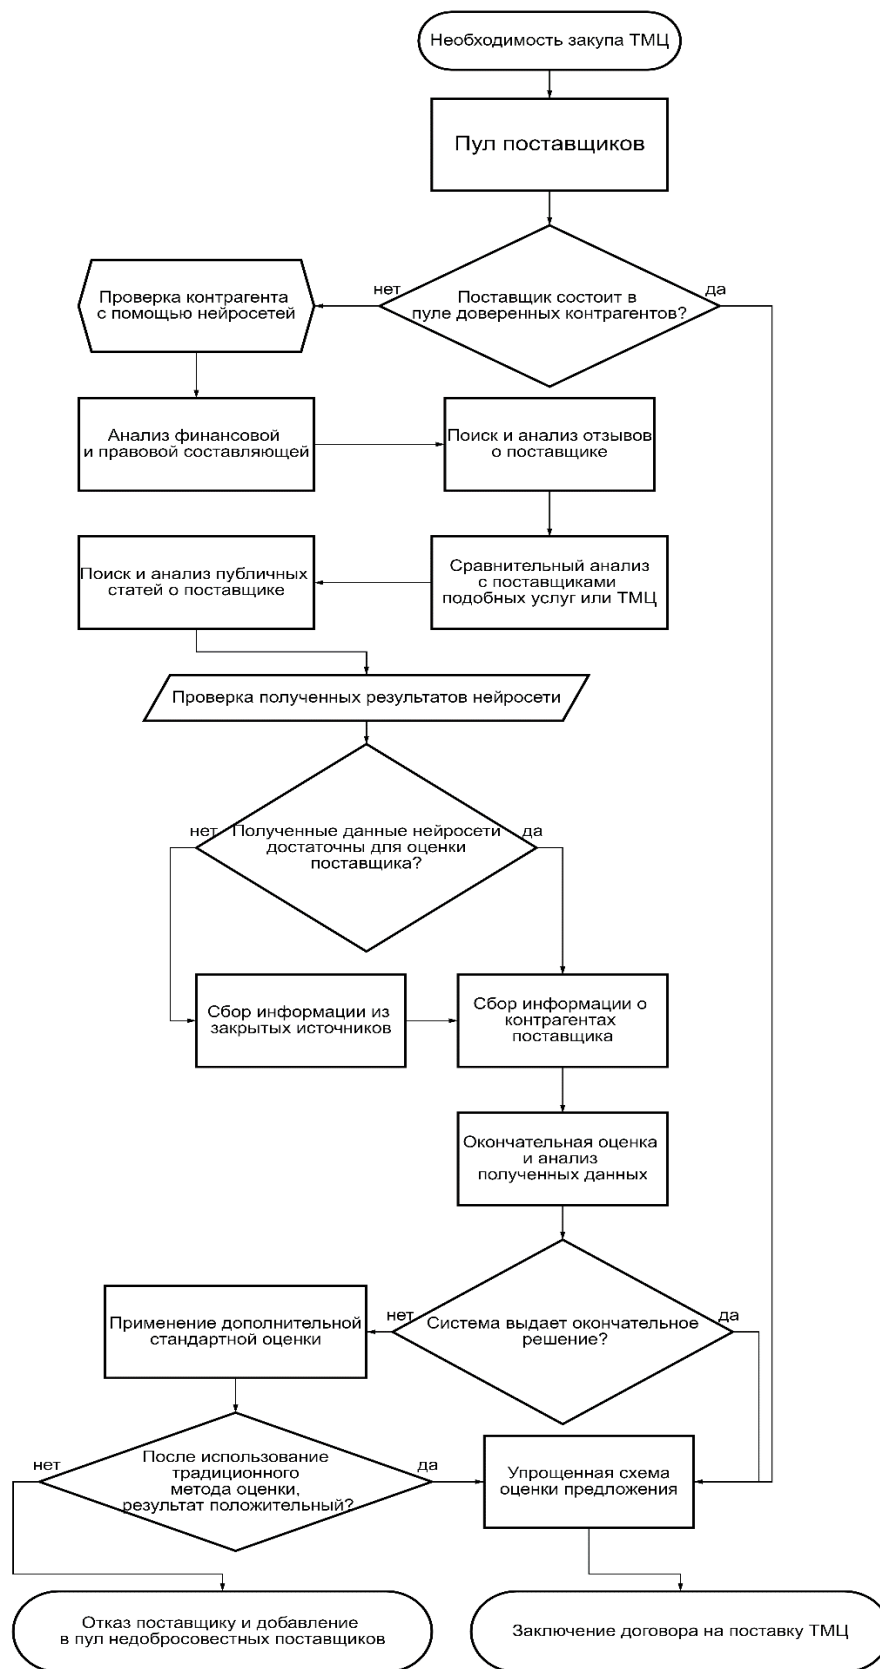 Необходимость закупа ТМЦ
Пул поставщиков
нет
да
Поставщик состоит в
пуле доверенных контрагентов?
Проверка контрагента
с помощью нейросетей
Анализ финансовой
и правовой составляющей
Поиск и анализ отзывов
о поставщике
Поиск и анализ публичных
статей о поставщике
Сравнительный анализ
с поставщиками
подобных услуг или ТМЦ
Проверка полученных результатов нейросети
нет
да
Полученные данные нейросети
достаточны для оценки
поставщика?
Сбор информации из
закрытых источников
Сбор информации о
контрагентах
поставщика
Окончательная оценка
и анализ
полученных данных
Применение дополнительной
стандартной оценки
нет
да
Система выдает окончательное
решение?
нет
да
После использование
традиционного
метода оценки,
результат положительный?
Упрощенная схема
оценки предложения
Отказ поставщику и добавление
в пул недобросовестных поставщиков
Заключение договора на поставку ТМЦ